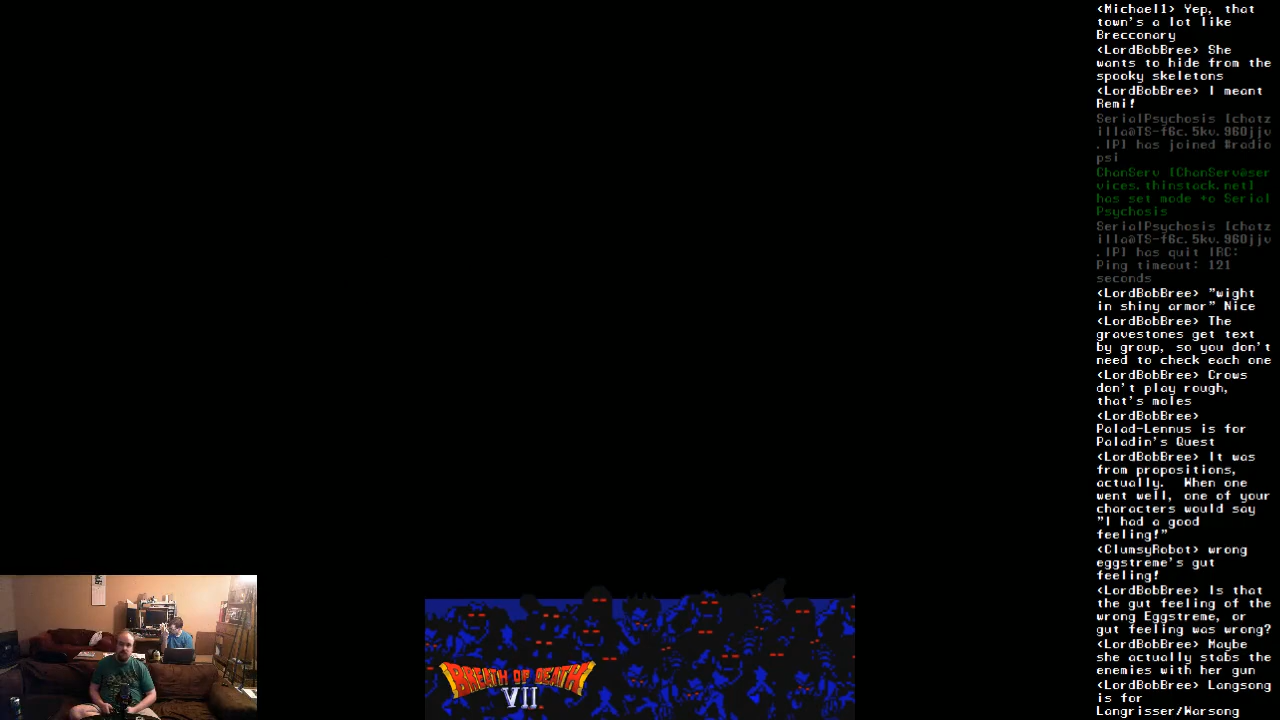 <Michael1> Yep, that
town's a lot like
Brecconary
<LordBobBree> She
wants to hide from the
spooky skeletons
<LordBobBree> I meant
Remi!
SerialPsychosis [chatz
illa@TS-f6c.5kv.960jjv
.IP] has joined #radio
psi
ChanServ [ChanServ@ser
vices.thinstack.net]
has set mode +o Serial
Psychosis
SerialPsychosis [chatz
illa@TS-f6c.5kv.960jjv
.IP] has quit IRC:
Ping timeout: 121
seconds
<LordBobBree> "wight
in shiny armor" Nice
<LordBobBree> The
gravestones get text
by group, so you don't
need to check each one
<LordBobBree> Crows
don't play rough,
that's moles
<LordBobBree>
Palad-Lennus is for
Paladin's Quest
<LordBobBree> It was
from propositions,
actually.  When one
went well, one of your
characters would say
"I had a good
feeling!"
<ClumsyRobot> wrong
eggstreme's gut
feeling!
<LordBobBree> Is that
the gut feeling of the
wrong Eggstreme, or
gut feeling was wrong?
<LordBobBree> Maybe
she actually stabs the
enemies with her gun
<LordBobBree> Langsong
is for
Langrisser/Warsong
BREATH OF DEATH
VII